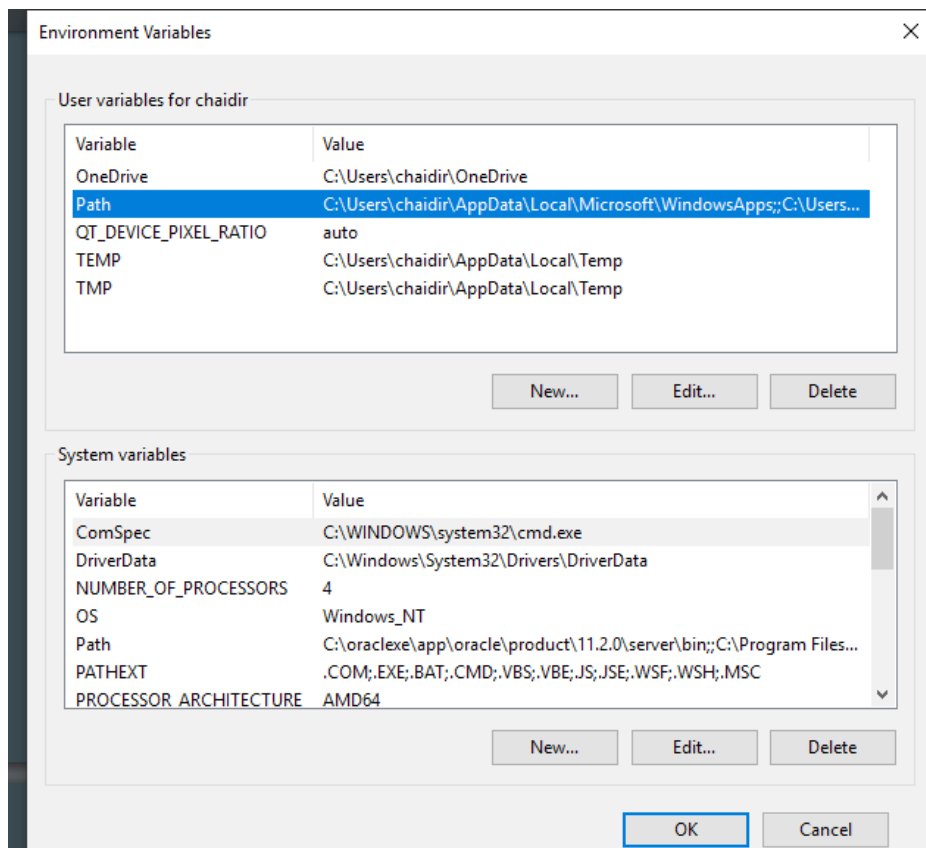 Environment Variables
User variables for chaidir
Variable Value
OneDrive C:\Users\chaidir\OneDrive
Path C:\Users\chaidir\AppData\Local\Microsoft\WindowsApps;;C:\Users...
QT_DEVICE_PIXEL_RATIO auto
TEMP C:\Users\chaidir\AppData\Local\Temp
TMP C:\Users\chaidir\AppData\Local\Temp
New... Edit... Delete
System variables
Variable Value
ComSpec C:\WINDOWS\system32\cmd.exe
DriverData C:\Windows\System32\Drivers\DriverData
NUMBER_OF_PROCESSORS 4
OS Windows_NT
Path C:\oraclexe\app\oracle\product\11.2.0\server\bin;;C:\Program Files...
PATHEXT .COM;.EXE;.BAT;.CMD;.VBS;.VBE;.JS;.JSE;.WSF;.WSH;.MSC
PROCESSOR_ARCHITECTURE AMD64
New... Edit... Delete
OK Cancel